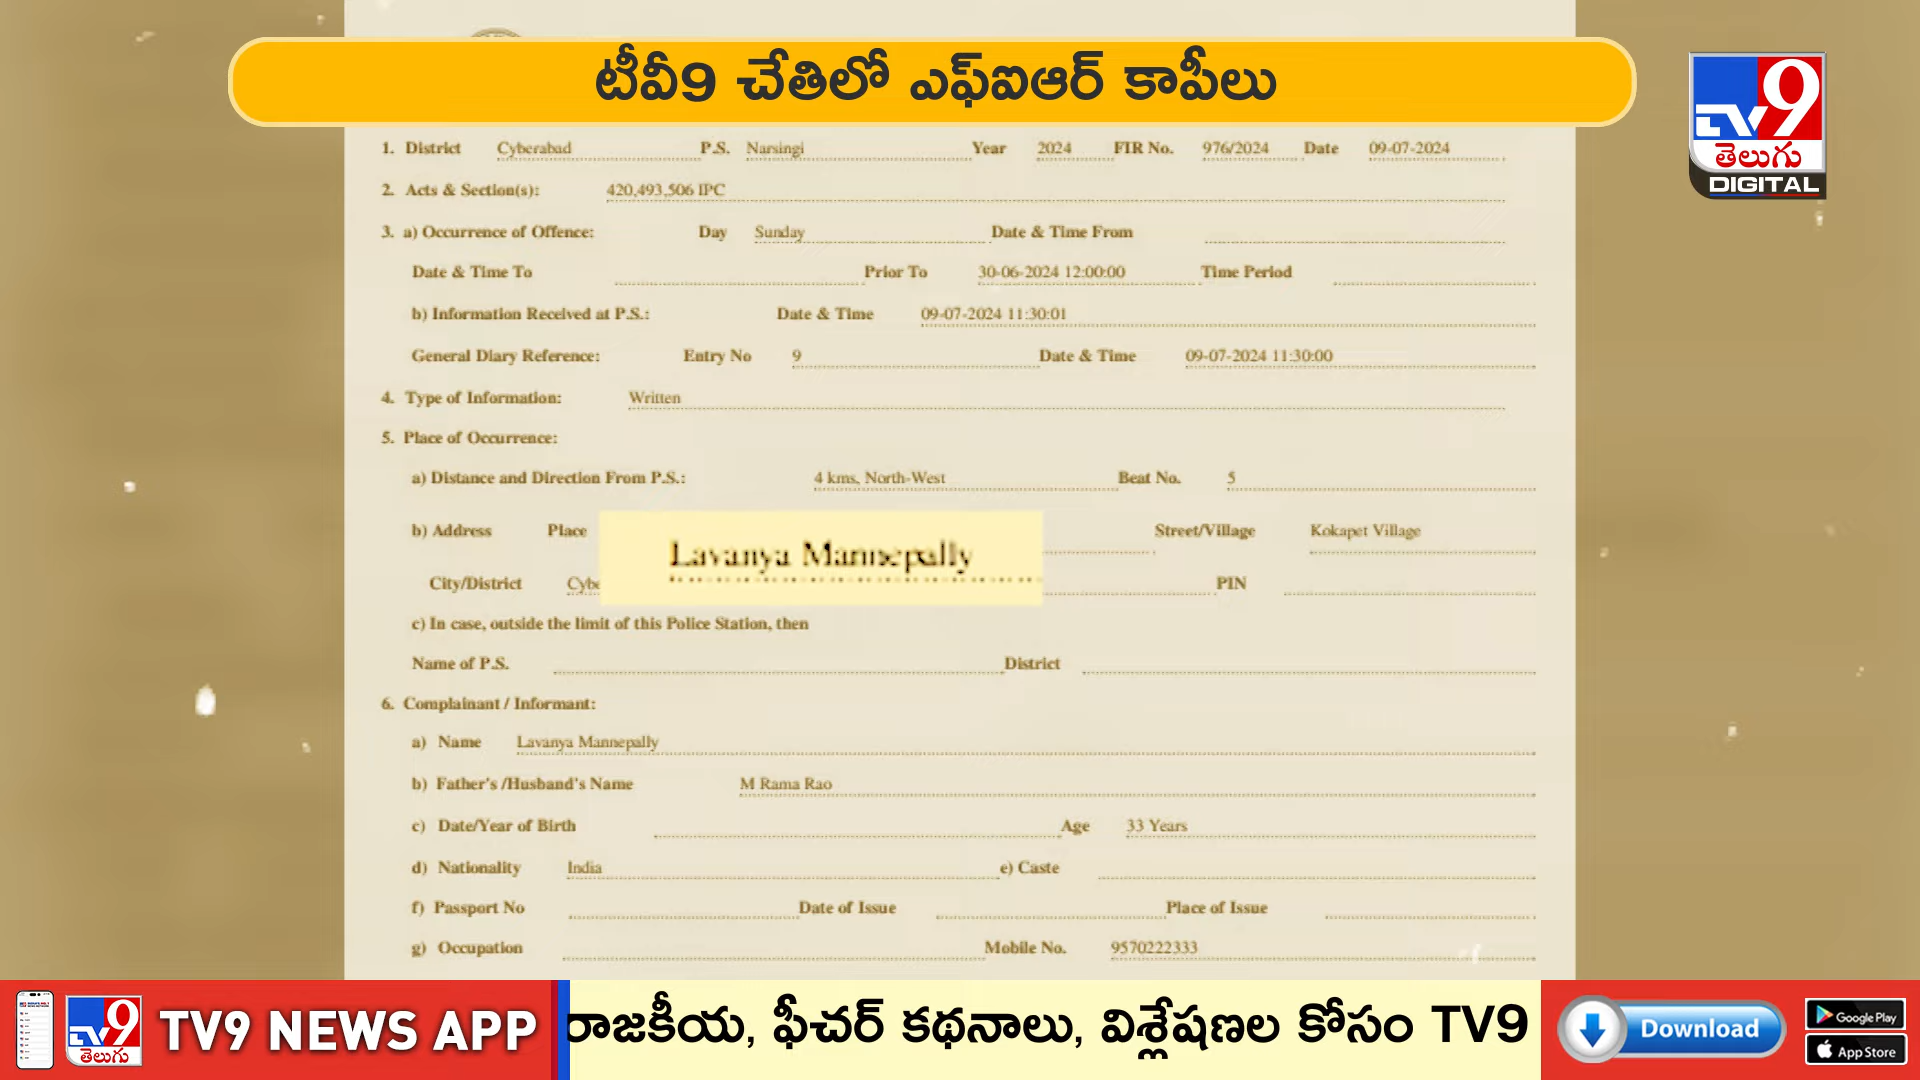 టీవీ9 చేతిలో ఎఫ్ఐఆర్ కాపీలు
TV9
తెలుగు
DIGITAL
1. District Cyberabad P.S. Narsingi Year 2024 FIR No. 976/2024 Date 09-07-2024
2. Acts & Section(s): 420,493,506 IPC
3. a) Occurrence of Offence: Day Sunday Date & Time From
Date & Time To Prior To 30-06-2024 12:00:00 Time Period
b) Information Received at P.S.: Date & Time 09-07-2024 11:30:01
General Diary Reference: Entry No 9 Date & Time 09-07-2024 11:30:00
4. Type of Information: Written
5. Place of Occurrence:
a) Distance and Direction From P.S.: 4 kms, North-West Beat No. 5
b) Address Place Street/Village Kokapet Village
Lavanya Mannepally
City/District Cybe PIN
c) In case, outside the limit of this Police Station, then
Name of P.S. District
6. Complainant / Informant:
a) Name Lavanya Mannepally
b) Father's /Husband's Name M Rama Rao
c) Date/Year of Birth Age 33 Years
d) Nationality India e) Caste
f) Passport No Date of Issue Place of Issue
g) Occupation Mobile No. 9570222333
TV9
తెలుగు
TV9 NEWS APP
రాజకీయ, ఫీచర్ కథనాలు, విశ్లేషణల కోసం TV9
Download
Google Play
App Store